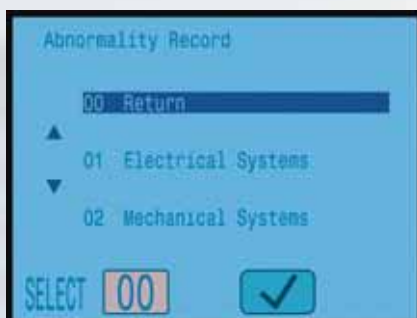 Abnormality Record
00 Return
01 Electrical Systems
02 Mechanical Systems
SELECT 00